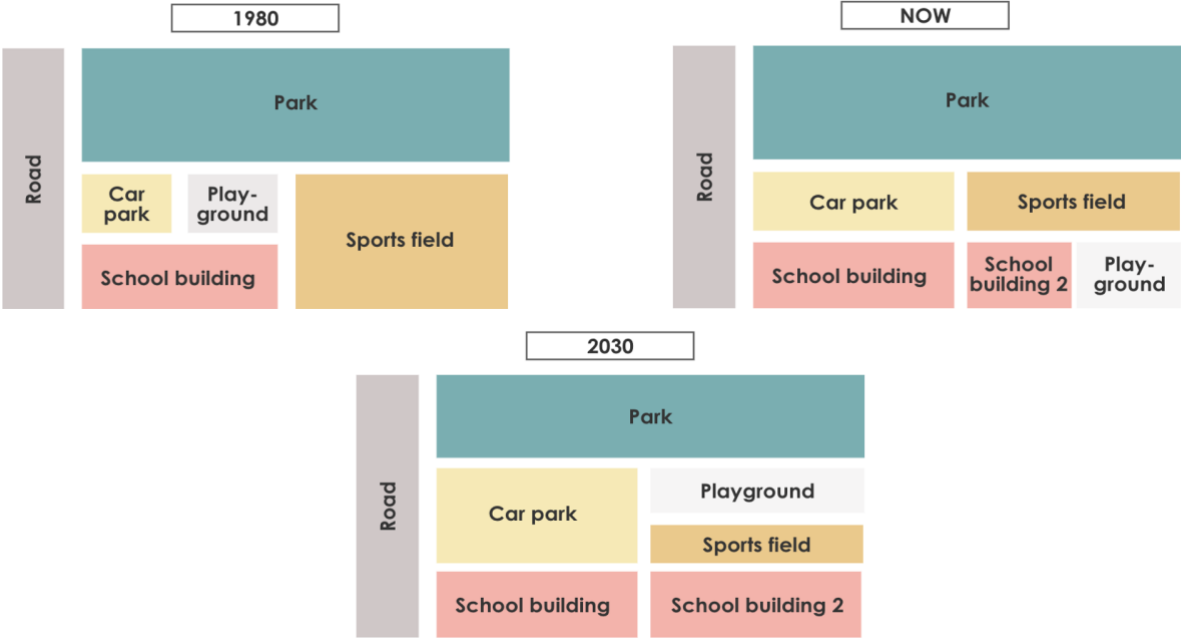 1980
Road
Park
Car
park
Play-
ground
Sports field
School building
NOW
Road
Park
Car park
Sports field
School building
School
building 2
Play-
ground
2030
Road
Park
Car park
Playground
Sports field
School building
School building 2